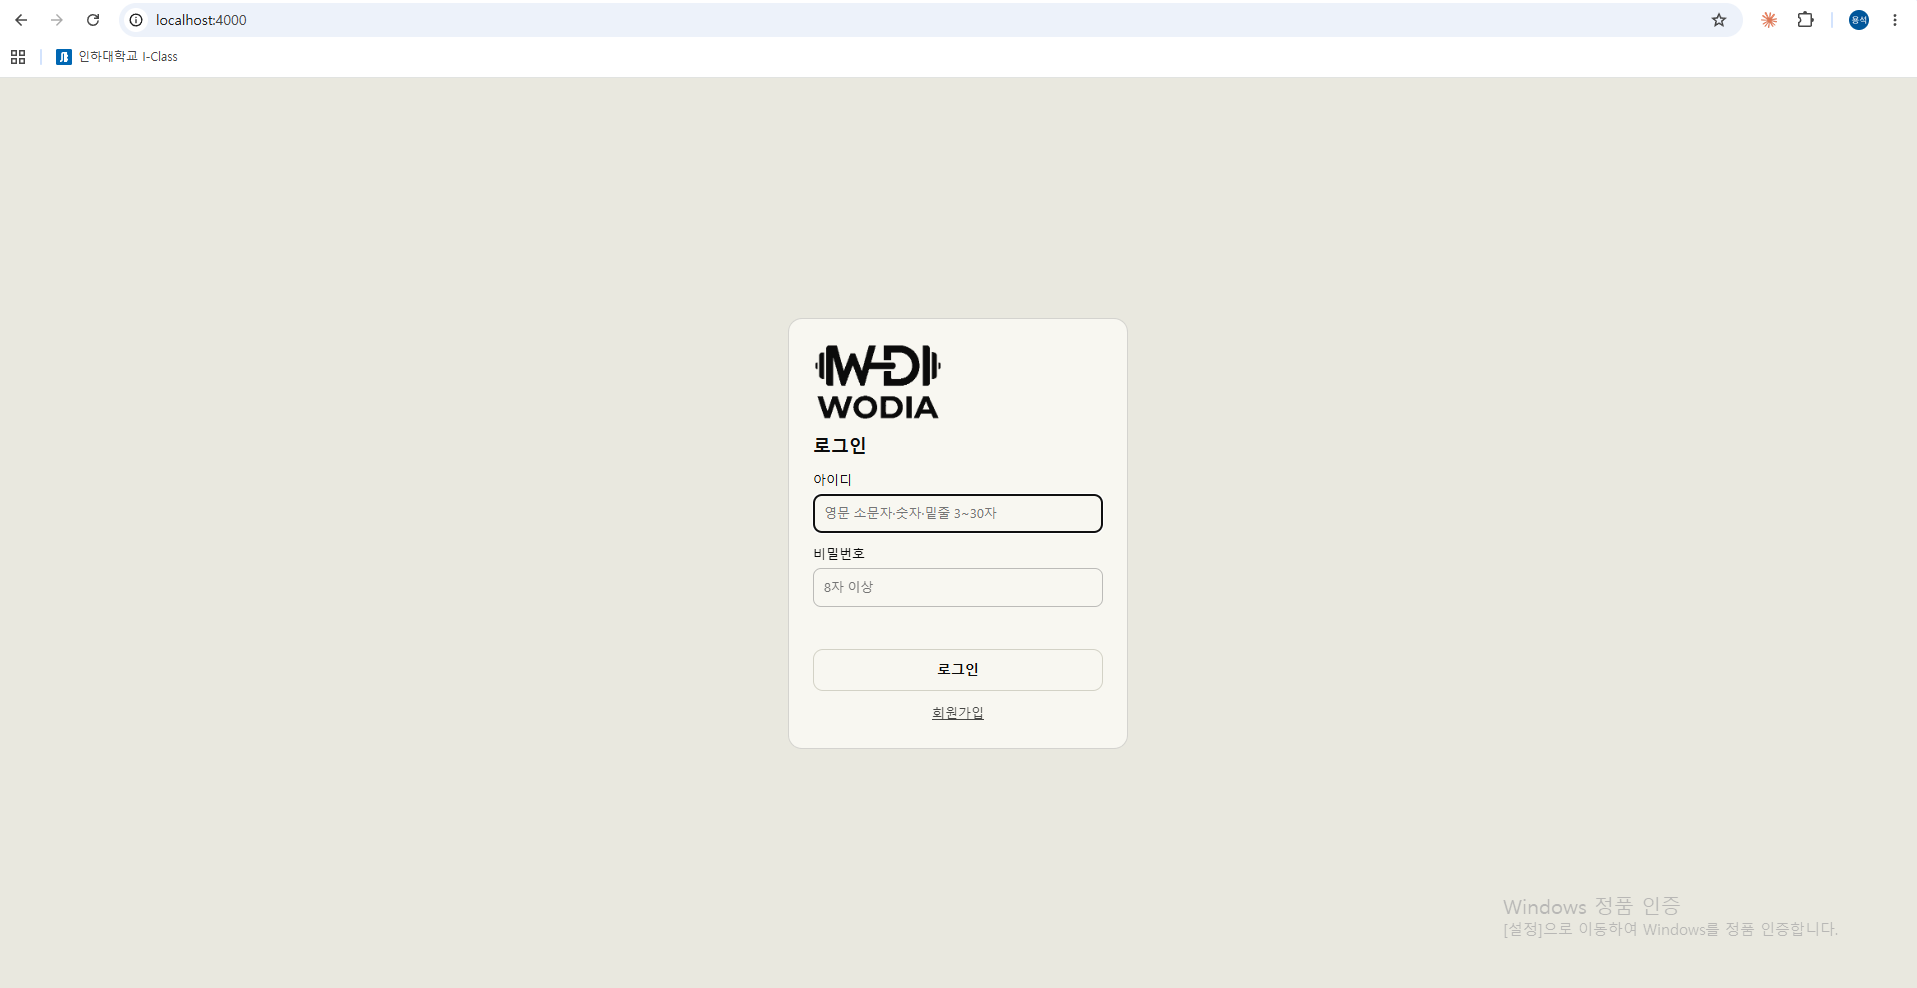 localhost:4000
용석
인하대학교 I-Class
WODIA
로그인
아이디
영문 소문자·숫자·밑줄 3~30자
비밀번호
8자 이상
로그인
회원가입
Windows 정품 인증
[설정]으로 이동하여 Windows를 정품 인증합니다.